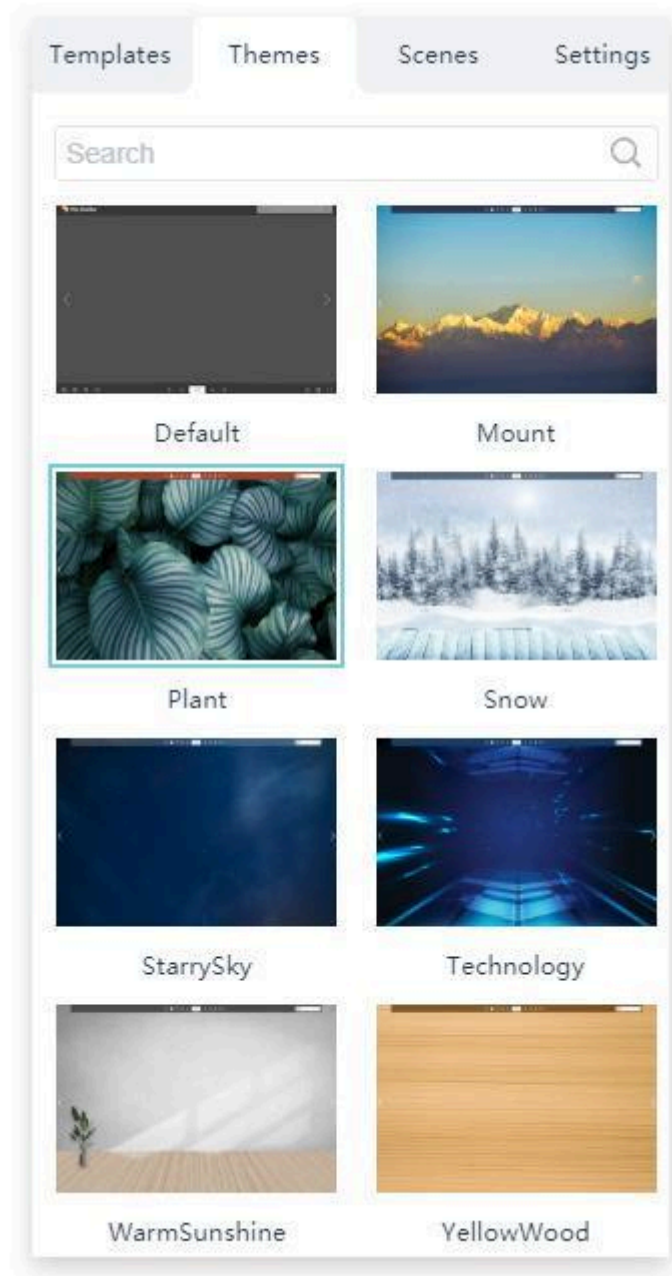 Templates Themes Scenes Settings
Search
Default Mount
Plant Snow
StarrySky Technology
WarmSunshine YellowWood